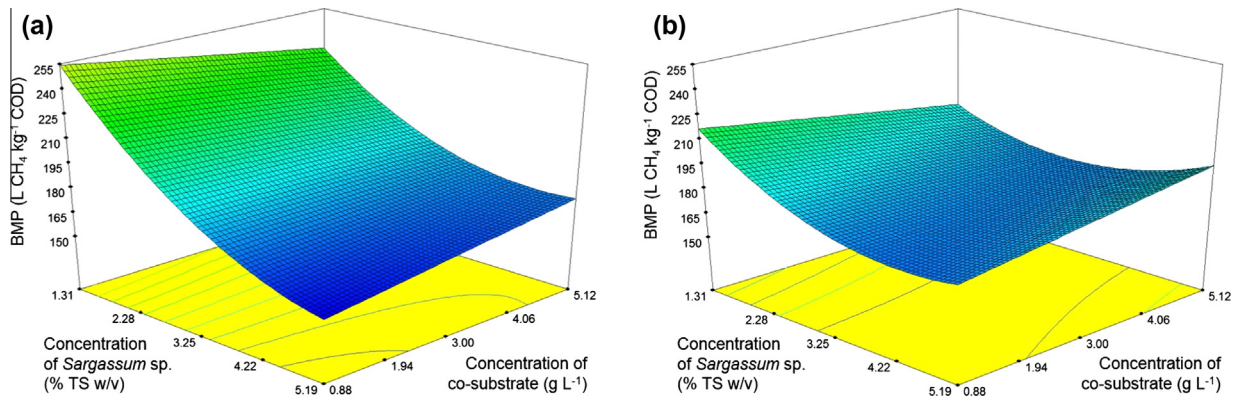 (a)
255
240
225
210
195
180
165
150
BMP (L CH₄ kg⁻¹ COD)
1.31
2.28
3.25
4.22
5.19
Concentration
of Sargassum sp.
(% TS w/v)
0.88
1.94
3.00
4.06
5.12
Concentration of
co-substrate (g L⁻¹)
(b)
255
240
225
210
195
180
165
150
BMP (L CH₄ kg⁻¹ COD)
1.31
2.28
3.25
4.22
5.19
Concentration
of Sargassum sp.
(% TS w/v)
0.88
1.94
3.00
4.06
5.12
Concentration of
co-substrate (g L⁻¹)